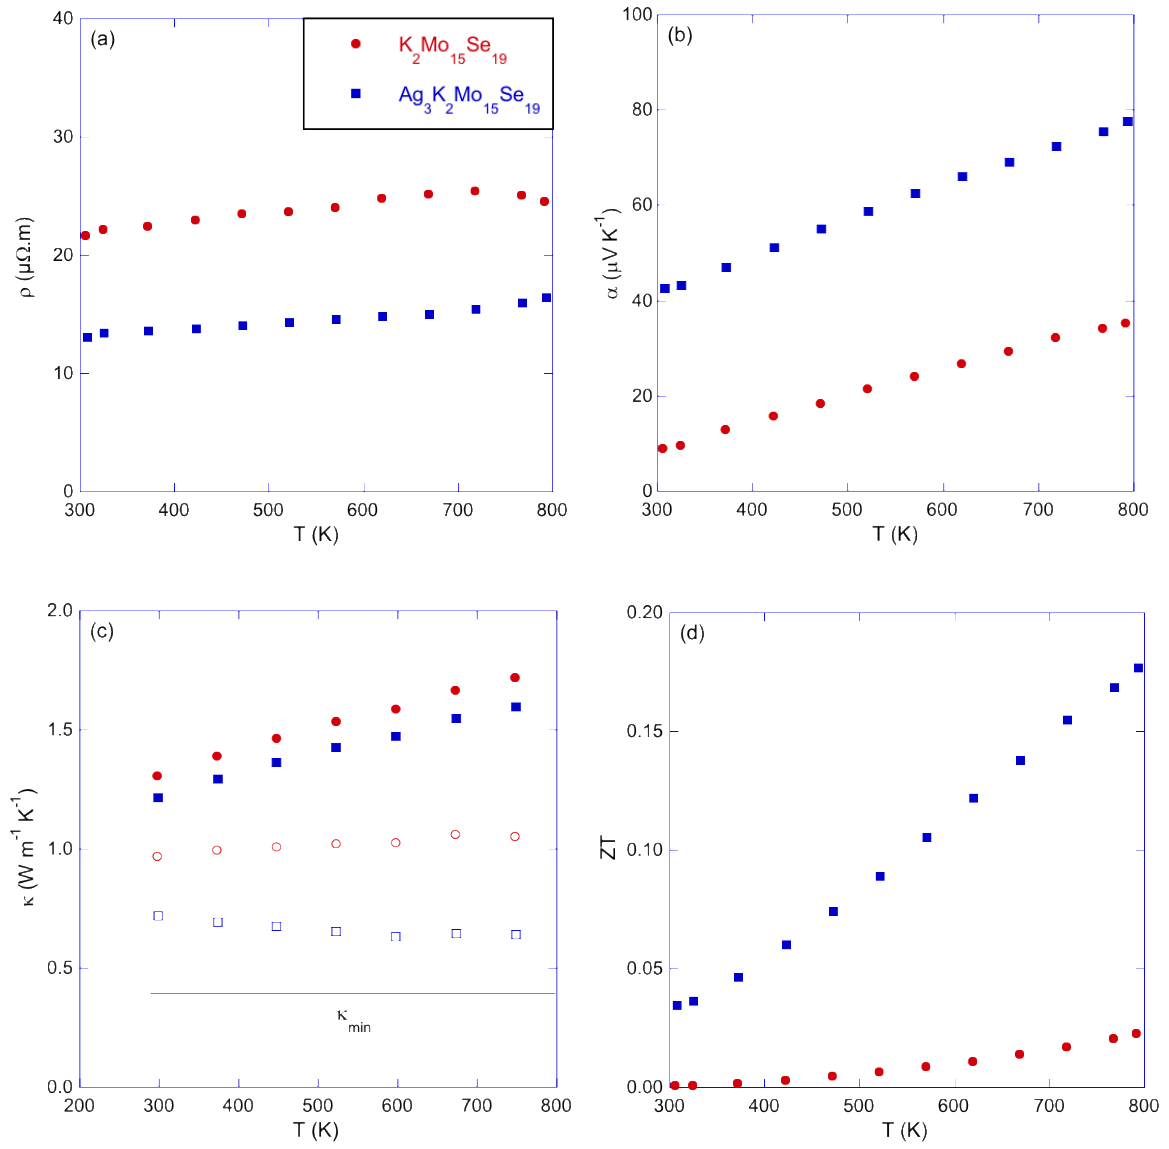 (a)
K2Mo15Se19
Ag3K2Mo15Se19
40
30
20
10
0
ρ (μΩ.m)
300 400 500 600 700 800
T (K)
(b)
100
80
60
40
20
0
α (μV K-1)
300 400 500 600 700 800
T (K)
(c)
2.0
1.5
1.0
0.5
0.0
κ (W m-1 K-1)
κmin
200 300 400 500 600 700 800
T (K)
(d)
0.20
0.15
0.10
0.05
0.00
ZT
300 400 500 600 700 800
T (K)